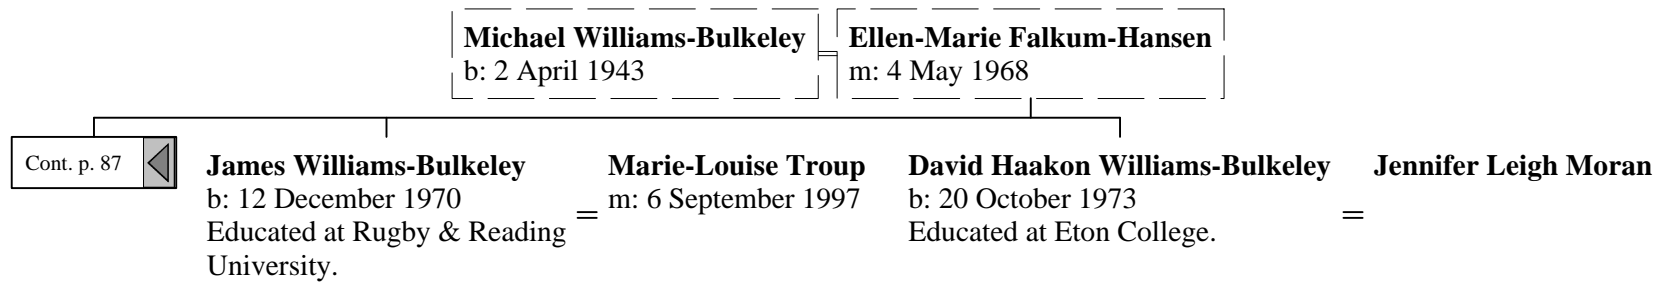 Michael Williams-Bulkeley
b: 2 April 1943
=
Ellen-Marie Falkum-Hansen
m: 4 May 1968
Cont. p. 87
James Williams-Bulkeley
b: 12 December 1970
Educated at Rugby & Reading
University.
=
Marie-Louise Troup
m: 6 September 1997
David Haakon Williams-Bulkeley
b: 20 October 1973
Educated at Eton College.
=
Jennifer Leigh Moran